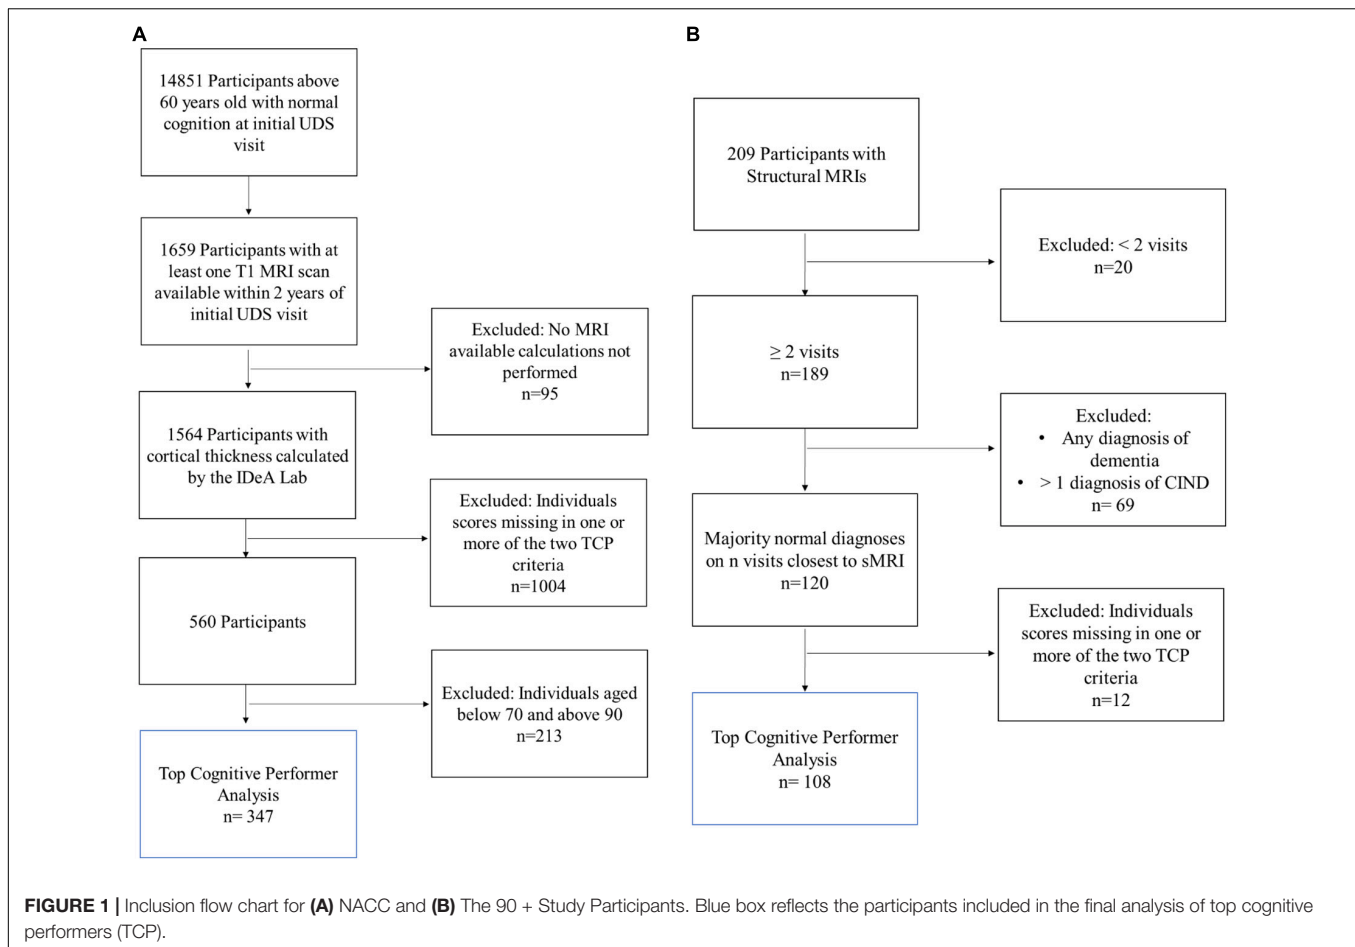 A
14851 Participants above
60 years old with normal
cognition at initial UDS
visit
1659 Participants with at
least one T1 MRI scan
available within 2 years of
initial UDS visit
Excluded: No MRI
available calculations not
performed
n=95
1564 Participants with
cortical thickness calculated
by the IDeA Lab
Excluded: Individuals
scores missing in one or
more of the two TCP
criteria
n=1004
560 Participants
Excluded: Individuals aged
below 70 and above 90
n=213
Top Cognitive Performer
Analysis
n= 347
B
209 Participants with
Structural MRIs
Excluded: < 2 visits
n=20
≥ 2 visits
n=189
Excluded:
• Any diagnosis of
dementia
• > 1 diagnosis of CIND
n= 69
Majority normal diagnoses
on n visits closest to sMRI
n=120
Excluded: Individuals
scores missing in one or
more of the two TCP
criteria
n=12
Top Cognitive Performer
Analysis
n= 108
FIGURE 1 | Inclusion flow chart for (A) NACC and (B) The 90 + Study Participants. Blue box reflects the participants included in the final analysis of top cognitive
performers (TCP).